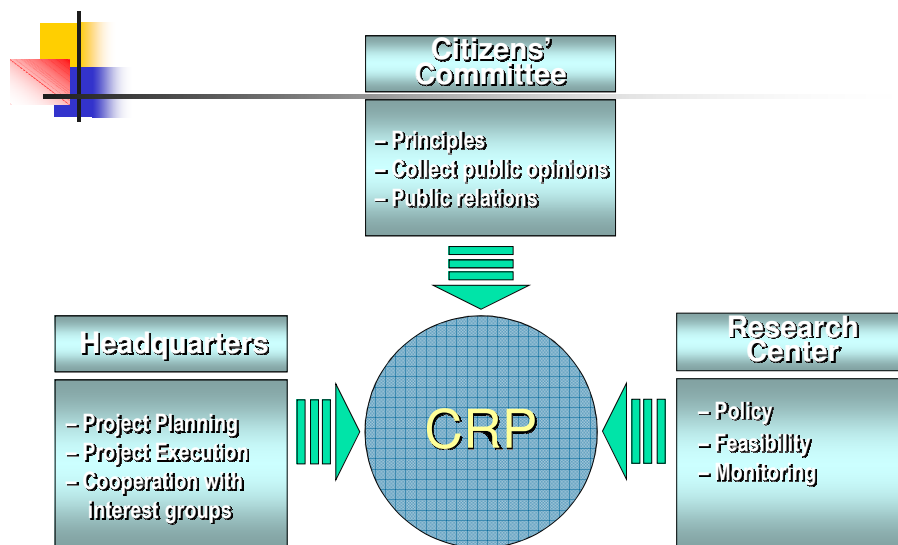 Citizens’
Committee
– Principles
– Collect public opinions
– Public relations
Headquarters
– Project Planning
– Project Execution
– Cooperation with
interest groups
CRP
Research
Center
– Policy
– Feasibility
– Monitoring